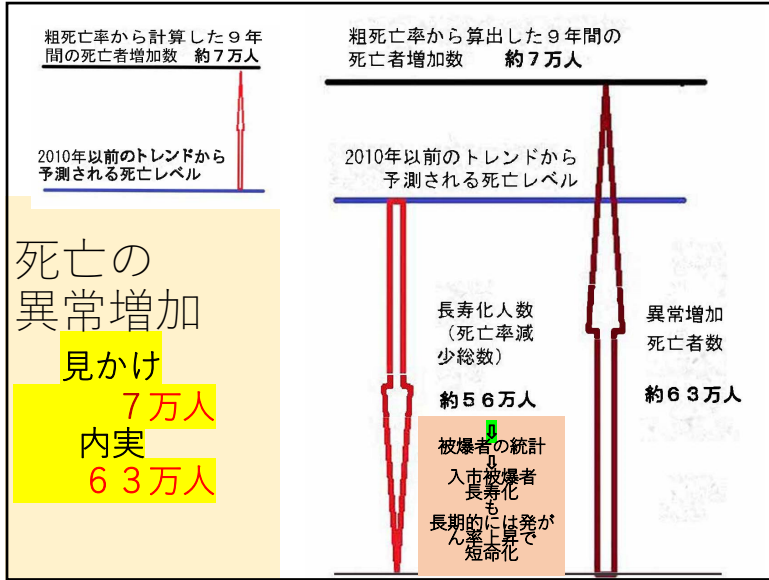 粗死亡率から計算した９年
間の死亡者増加数　約７万人
2010年以前のトレンドから
予測される死亡レベル
死亡の
異常増加
見かけ
７万人
内実
６３万人
粗死亡率から算出した９年間の
死亡者増加数　約７万人
2010年以前のトレンドから
予測される死亡レベル
長寿化人数
（死亡率減
少総数）
約５６万人
⇩
被爆者の統計
⇩
入市被爆者
長寿化
も
長期的には発が
ん率上昇で
短命化
異常増加
死亡者数
約６３万人